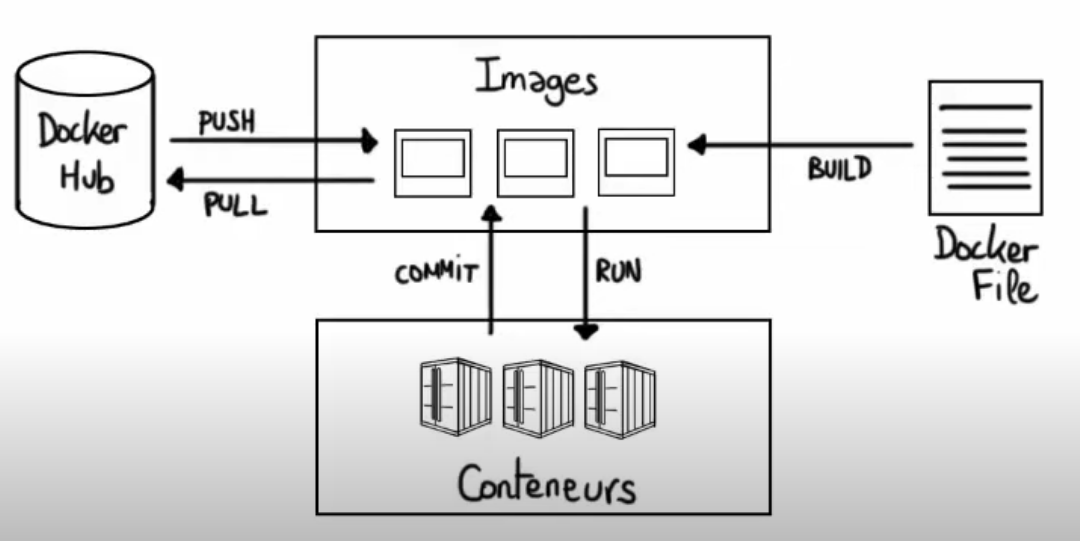 Images
Docker
Hub
PUSH
PULL
BUILD
Docker
File
COMMIT
RUN
Conteneurs